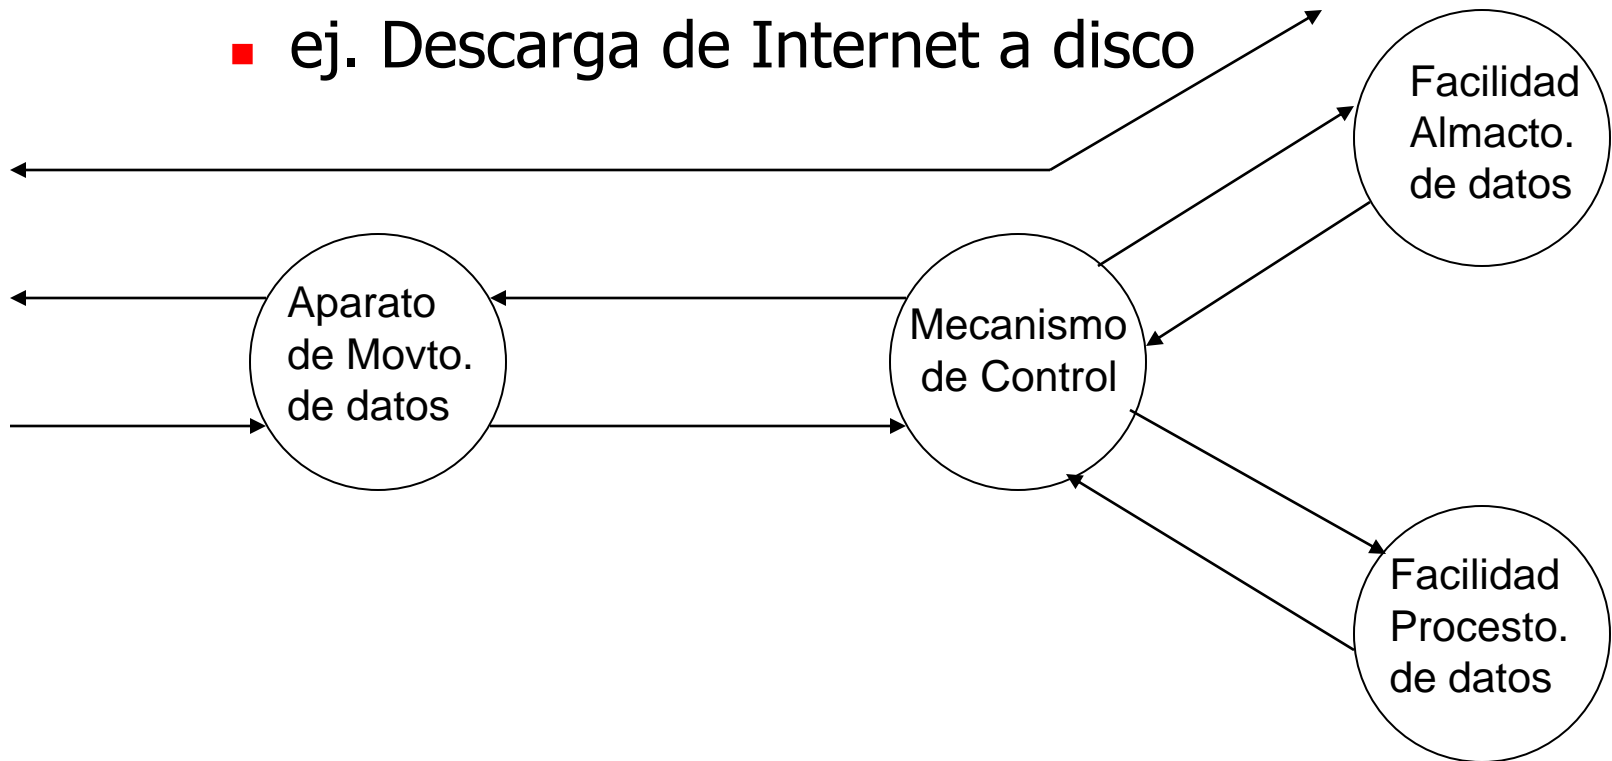 ej. Descarga de Internet a disco
Facilidad
Almacto.
de datos
Aparato
de Movto.
de datos
Mecanismo
de Control
Facilidad
Procesto.
de datos